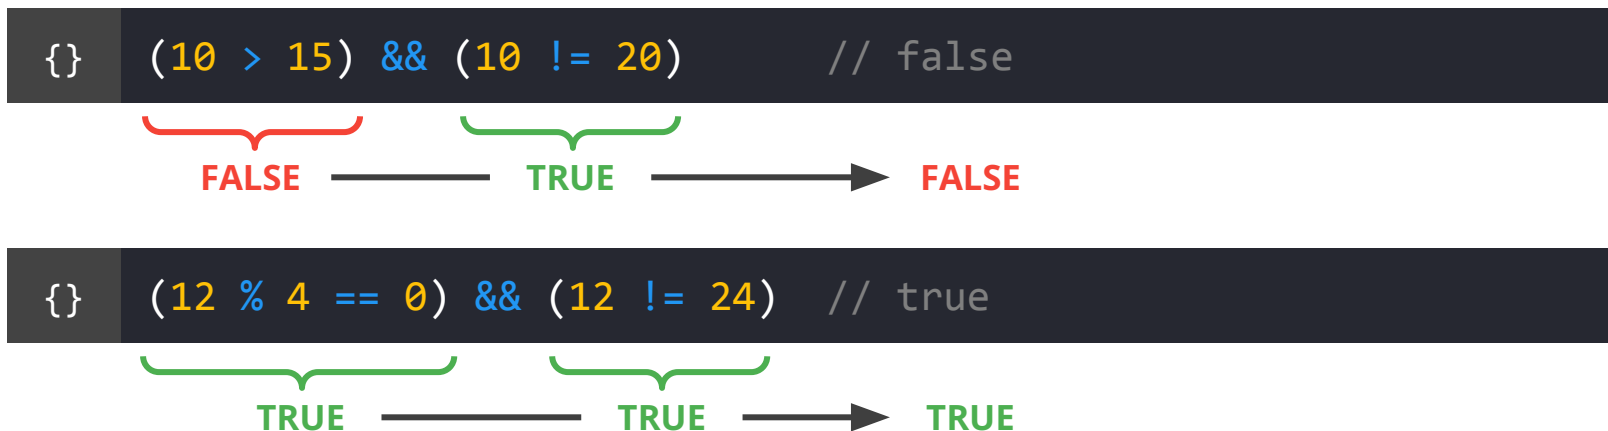 {} (10 > 15) && (10 != 20) // false
FALSE TRUE FALSE
{} (12 % 4 == 0) && (12 != 24) // true
TRUE TRUE TRUE